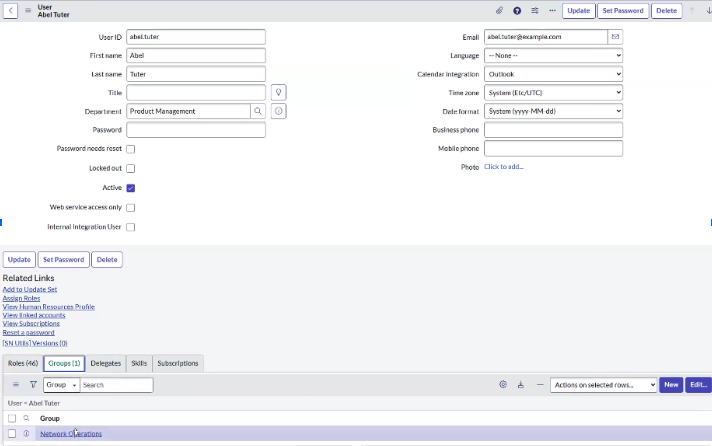 User
Abel Tuter
Update
Set Password
Delete
User ID abel.tuter
First name Abel
Last name Tuter
Title
Department Product Management
Password
Password needs reset
Locked out
Active
Web service access only
Internal Integration User
Email abel.tuter@example.com
Language -- None --
Calendar integration Outlook
Time zone System (Etc/UTC)
Date format System (yyyy-MM-dd)
Business phone
Mobile phone
Photo Click to add...
Update Set Password Delete
Related Links
Add to Update Set
Assign Roles
View Human Resources Profile
View linked accounts
View Subscriptions
Reset a password
[SN Utils] Versions (0)
Roles (46) Groups (1) Delegates Skills Subscriptions
Group Search Actions on selected rows... New Edit...
User = Abel Tuter
Group
Network Operations